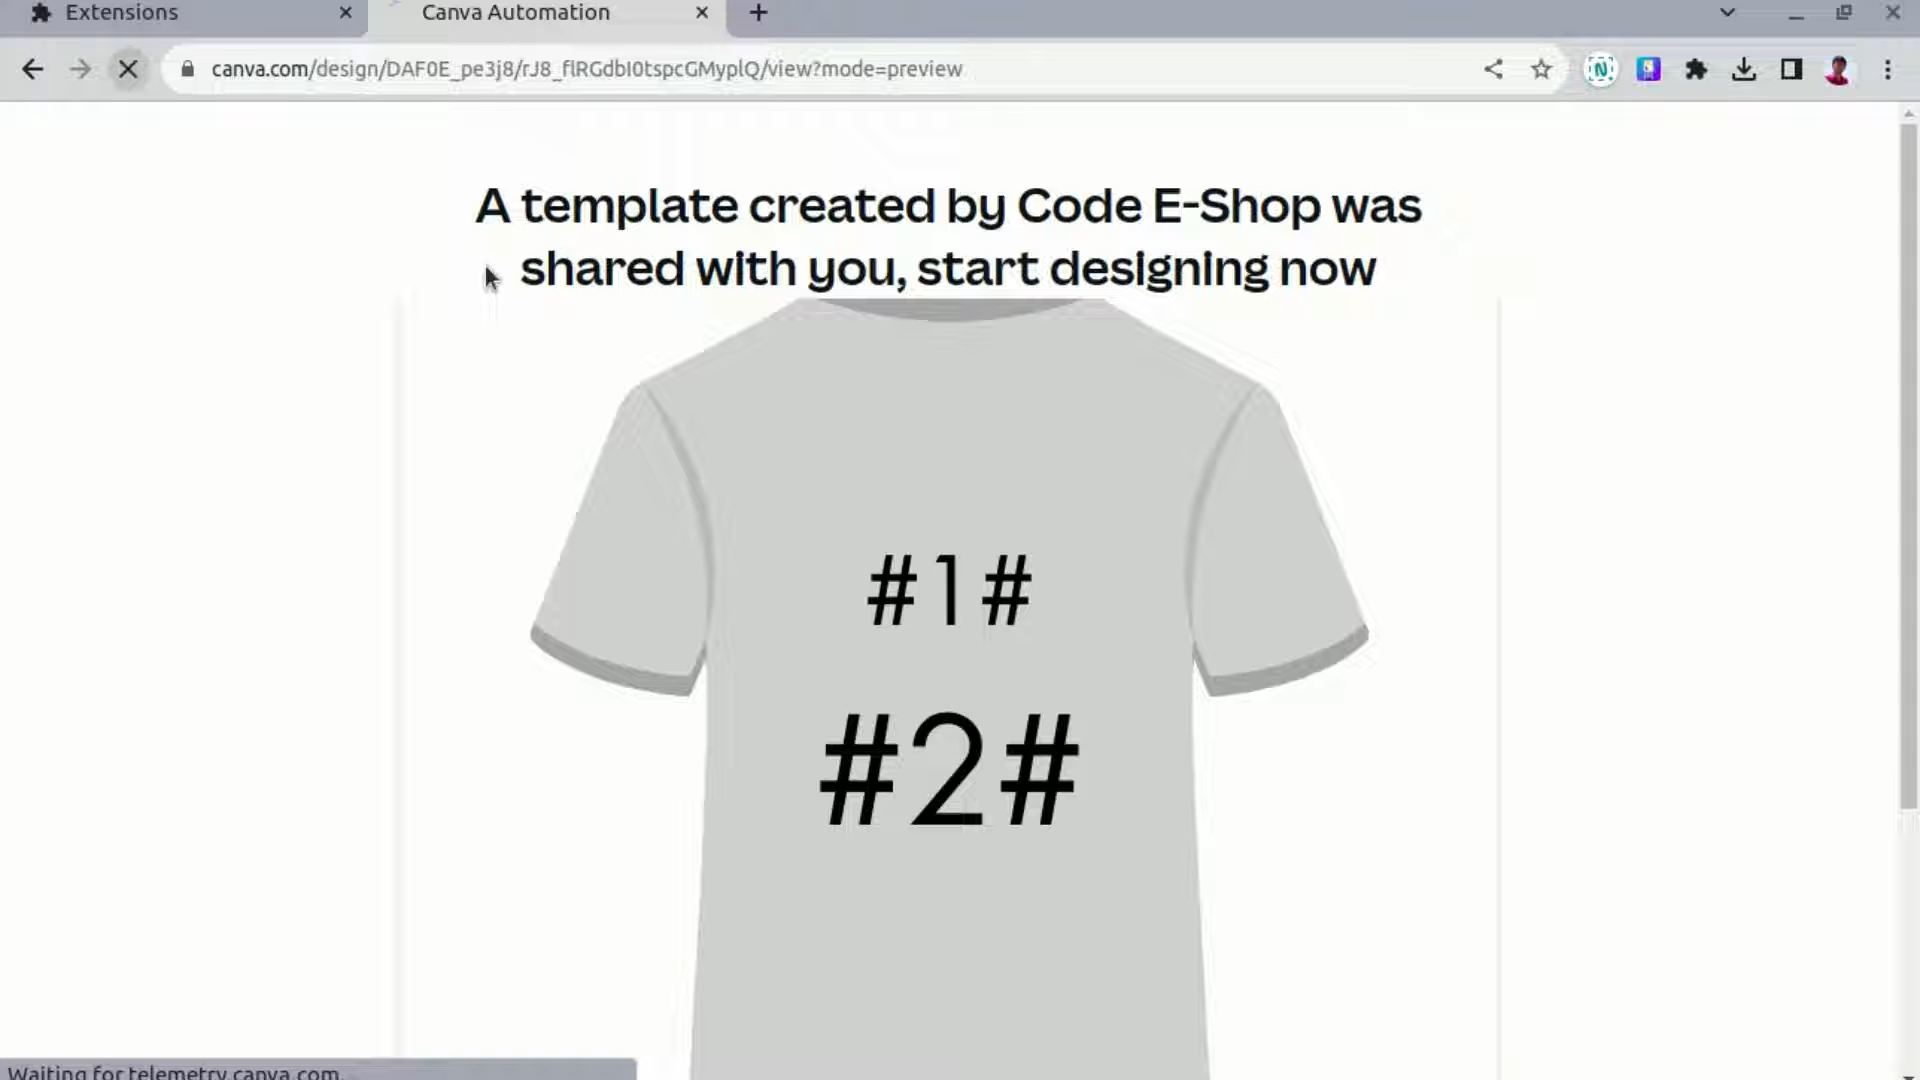 Extensions
Canva Automation
canva.com/design/DAF0E_pe3j8/rJ8_flRGdbI0tspcGMyplQ/view?mode=preview
N
A template created by Code E-Shop was
shared with you, start designing now
#1#
#2#
Waiting for telemetry.canva.com...